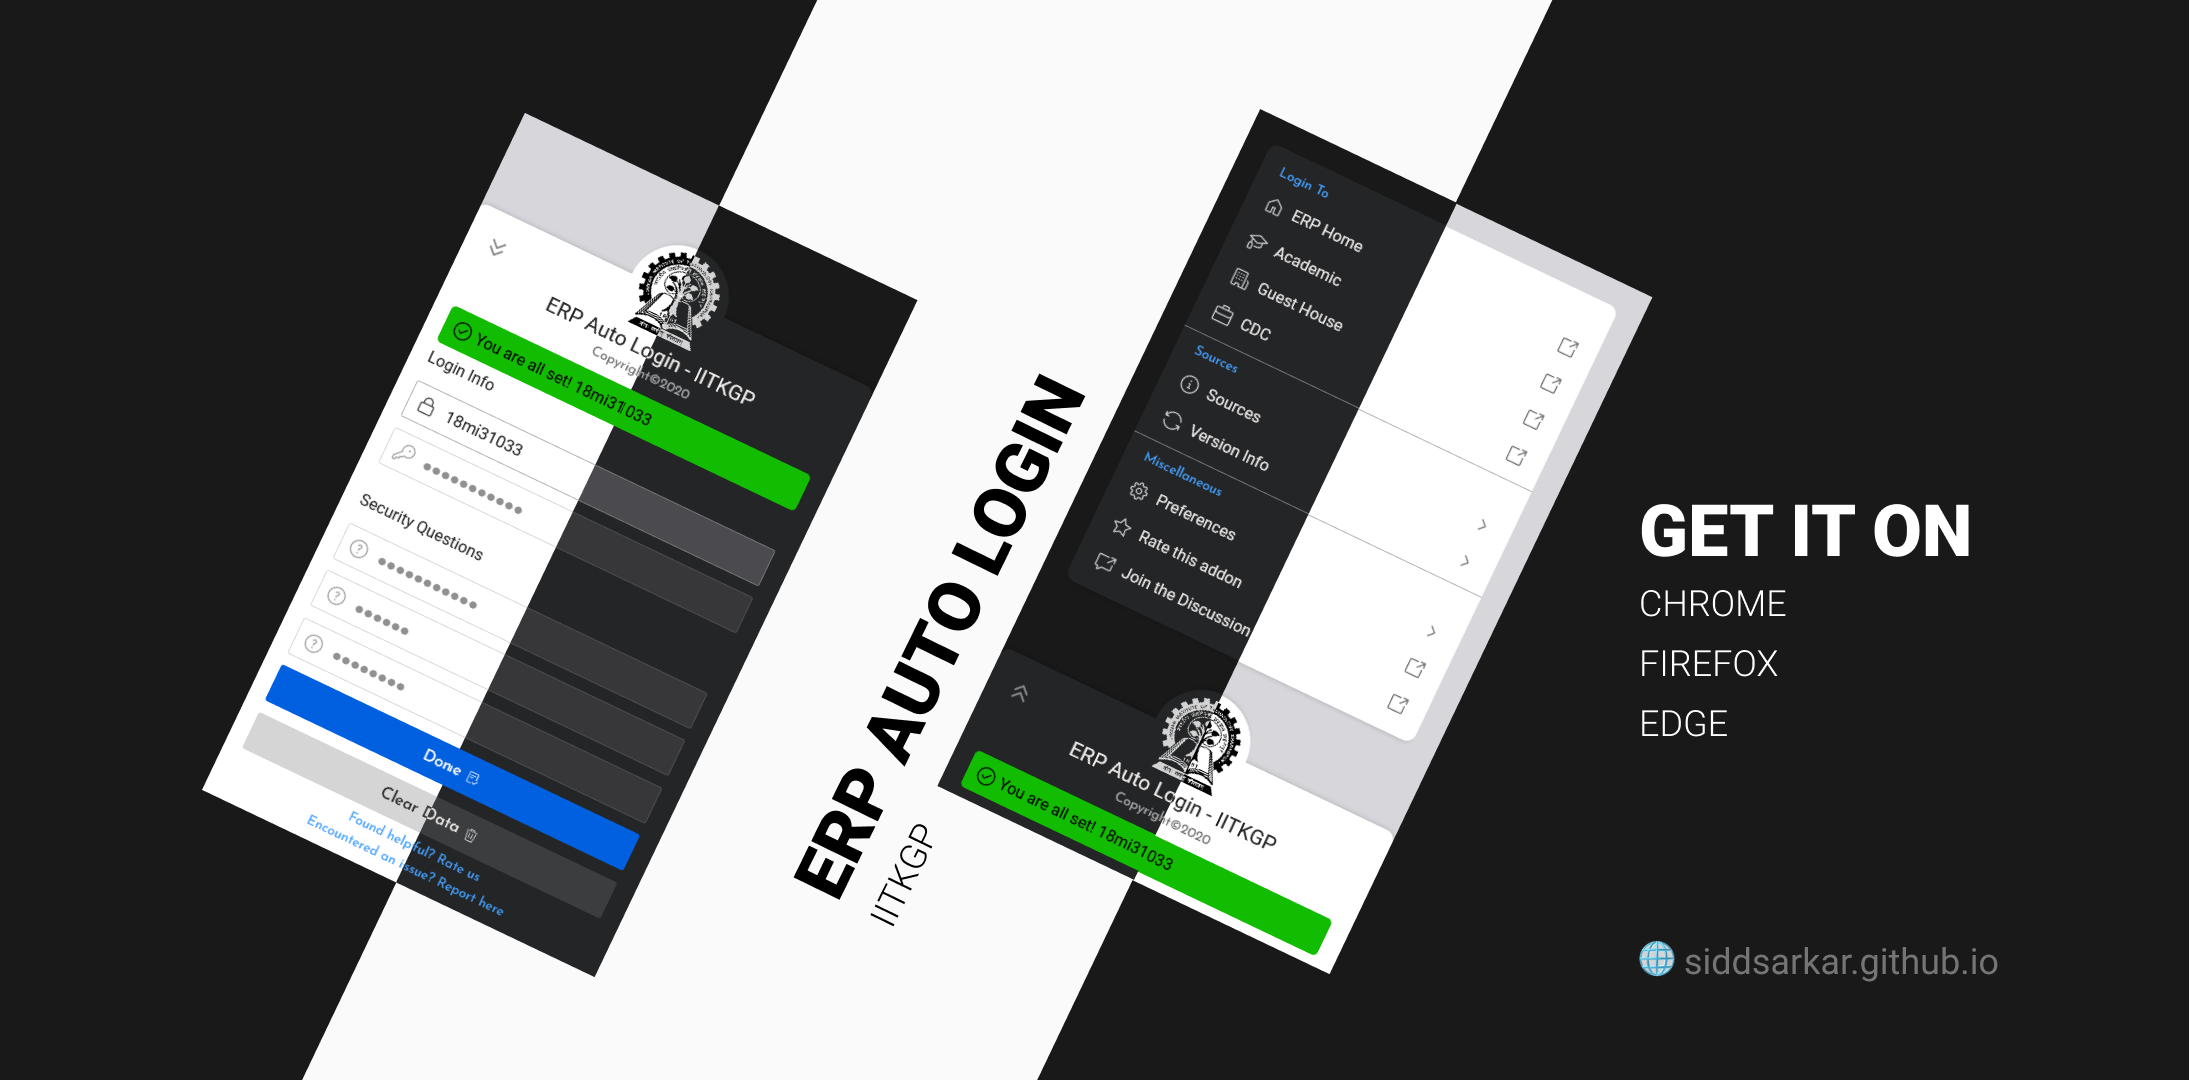 ERP Auto Login - IITKGP
Copyright©2020
You are all set! 18mi31033
Login Info
18mi31033
Security Questions
Done
Clear Data
Found helpful? Rate us
Encountered an issue? Report here
ERP AUTO LOGIN
IITKGP
Login To
ERP Home
Academic
Guest House
CDC
Sources
Sources
Version Info
Miscellaneous
Preferences
Rate this addon
Join the Discussion
ERP Auto Login - IITKGP
Copyright©2020
You are all set! 18mi31033
GET IT ON
CHROME
FIREFOX
EDGE
siddsarkar.github.io